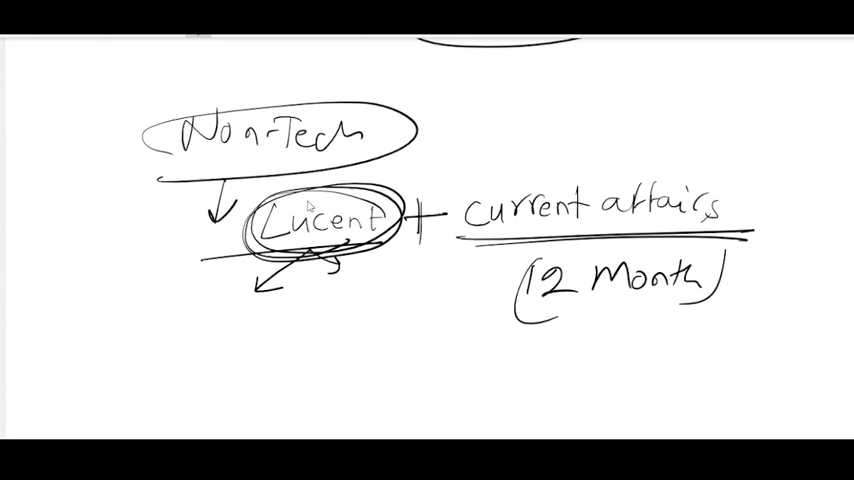 Non-Tech
Lucent + current affairs
(12 Month)